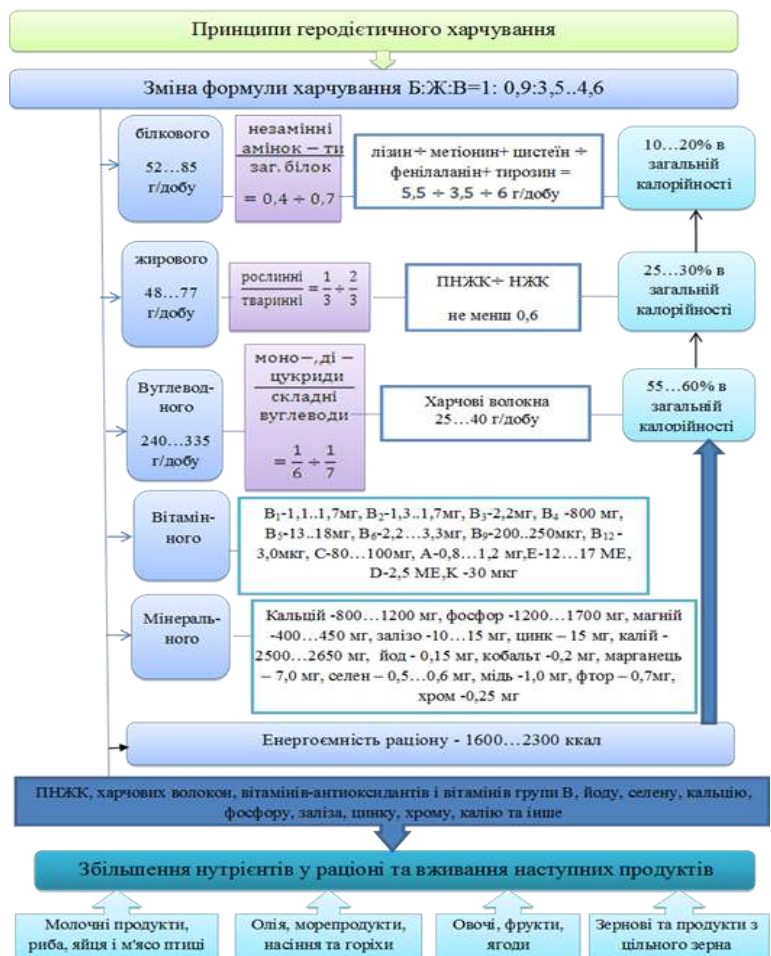 Принципи геродієтичного харчування
Зміна формули харчування Б:Ж:В=1: 0,9:3,5..4,6
білкового
52...85
г/добу
незамінні
амінок – ти
заг. білок
= 0,4 ÷ 0,7
лізин÷ метіонин+ цистеїн ÷
фенілаланін+ тирозин =
5,5 ÷ 3,5 ÷ 6 г/добу
10...20% в
загальній
калорійності
жирового
48...77
г/добу
рослинні
тваринні
= 1/3 ÷ 2/3
ПНЖК÷ НЖК
не менш 0,6
25...30% в
загальній
калорійності
Вуглевод-
ного
240...335
г/добу
моно–,ді –
цукриди
складні
вуглеводи
= 1/6 ÷ 1/7
Харчові волокна
25...40 г/добу
55...60% в
загальній
калорійності
Вітамін-
ного
В₁-1,1..1,7мг, В₂-1,3..1,7мг, В₃-2,2мг, В₄ -800 мг,
В₅-13..18мг, В₆-2,2...3,3мг, В₉-200..250мкг, В₁₂ -
3,0мкг, С-80...100мг, А-0,8...1,2 мг,Е-12...17 МЕ,
D-2,5 МЕ,К -30 мкг
Мінераль-
ного
Кальцій -800...1200 мг, фосфор -1200...1700 мг, магній
-400...450 мг, залізо -10...15 мг, цинк – 15 мг, калій -
2500...2650 мг, йод - 0,15 мг, кобальт -0,2 мг, марганець
– 7,0 мг, селен – 0,5...0,6 мг, мідь -1,0 мг, фтор – 0,7мг,
хром -0,25 мг
Енергоємність раціону - 1600...2300 ккал
ПНЖК, харчових волокон, вітамінів-антиоксидантів і вітамінів групи В, йоду, селену, кальцію,
фосфору, заліза, цинку, хрому, калію та інше
Збільшення нутрієнтів у раціоні та вживання наступних продуктів
Молочні продукти,
риба, яйця і м'ясо птиці
Олія, морепродукти,
насіння та горіхи
Овочі, фрукти,
ягоди
Зернові та продукти з
цільного зерна